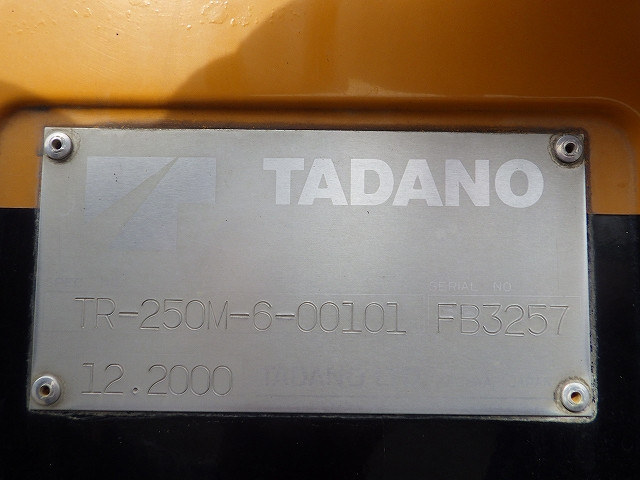 TADANO
SERIAL NO
TR-250M-6-00101 FB3257
12.2000 TADANO